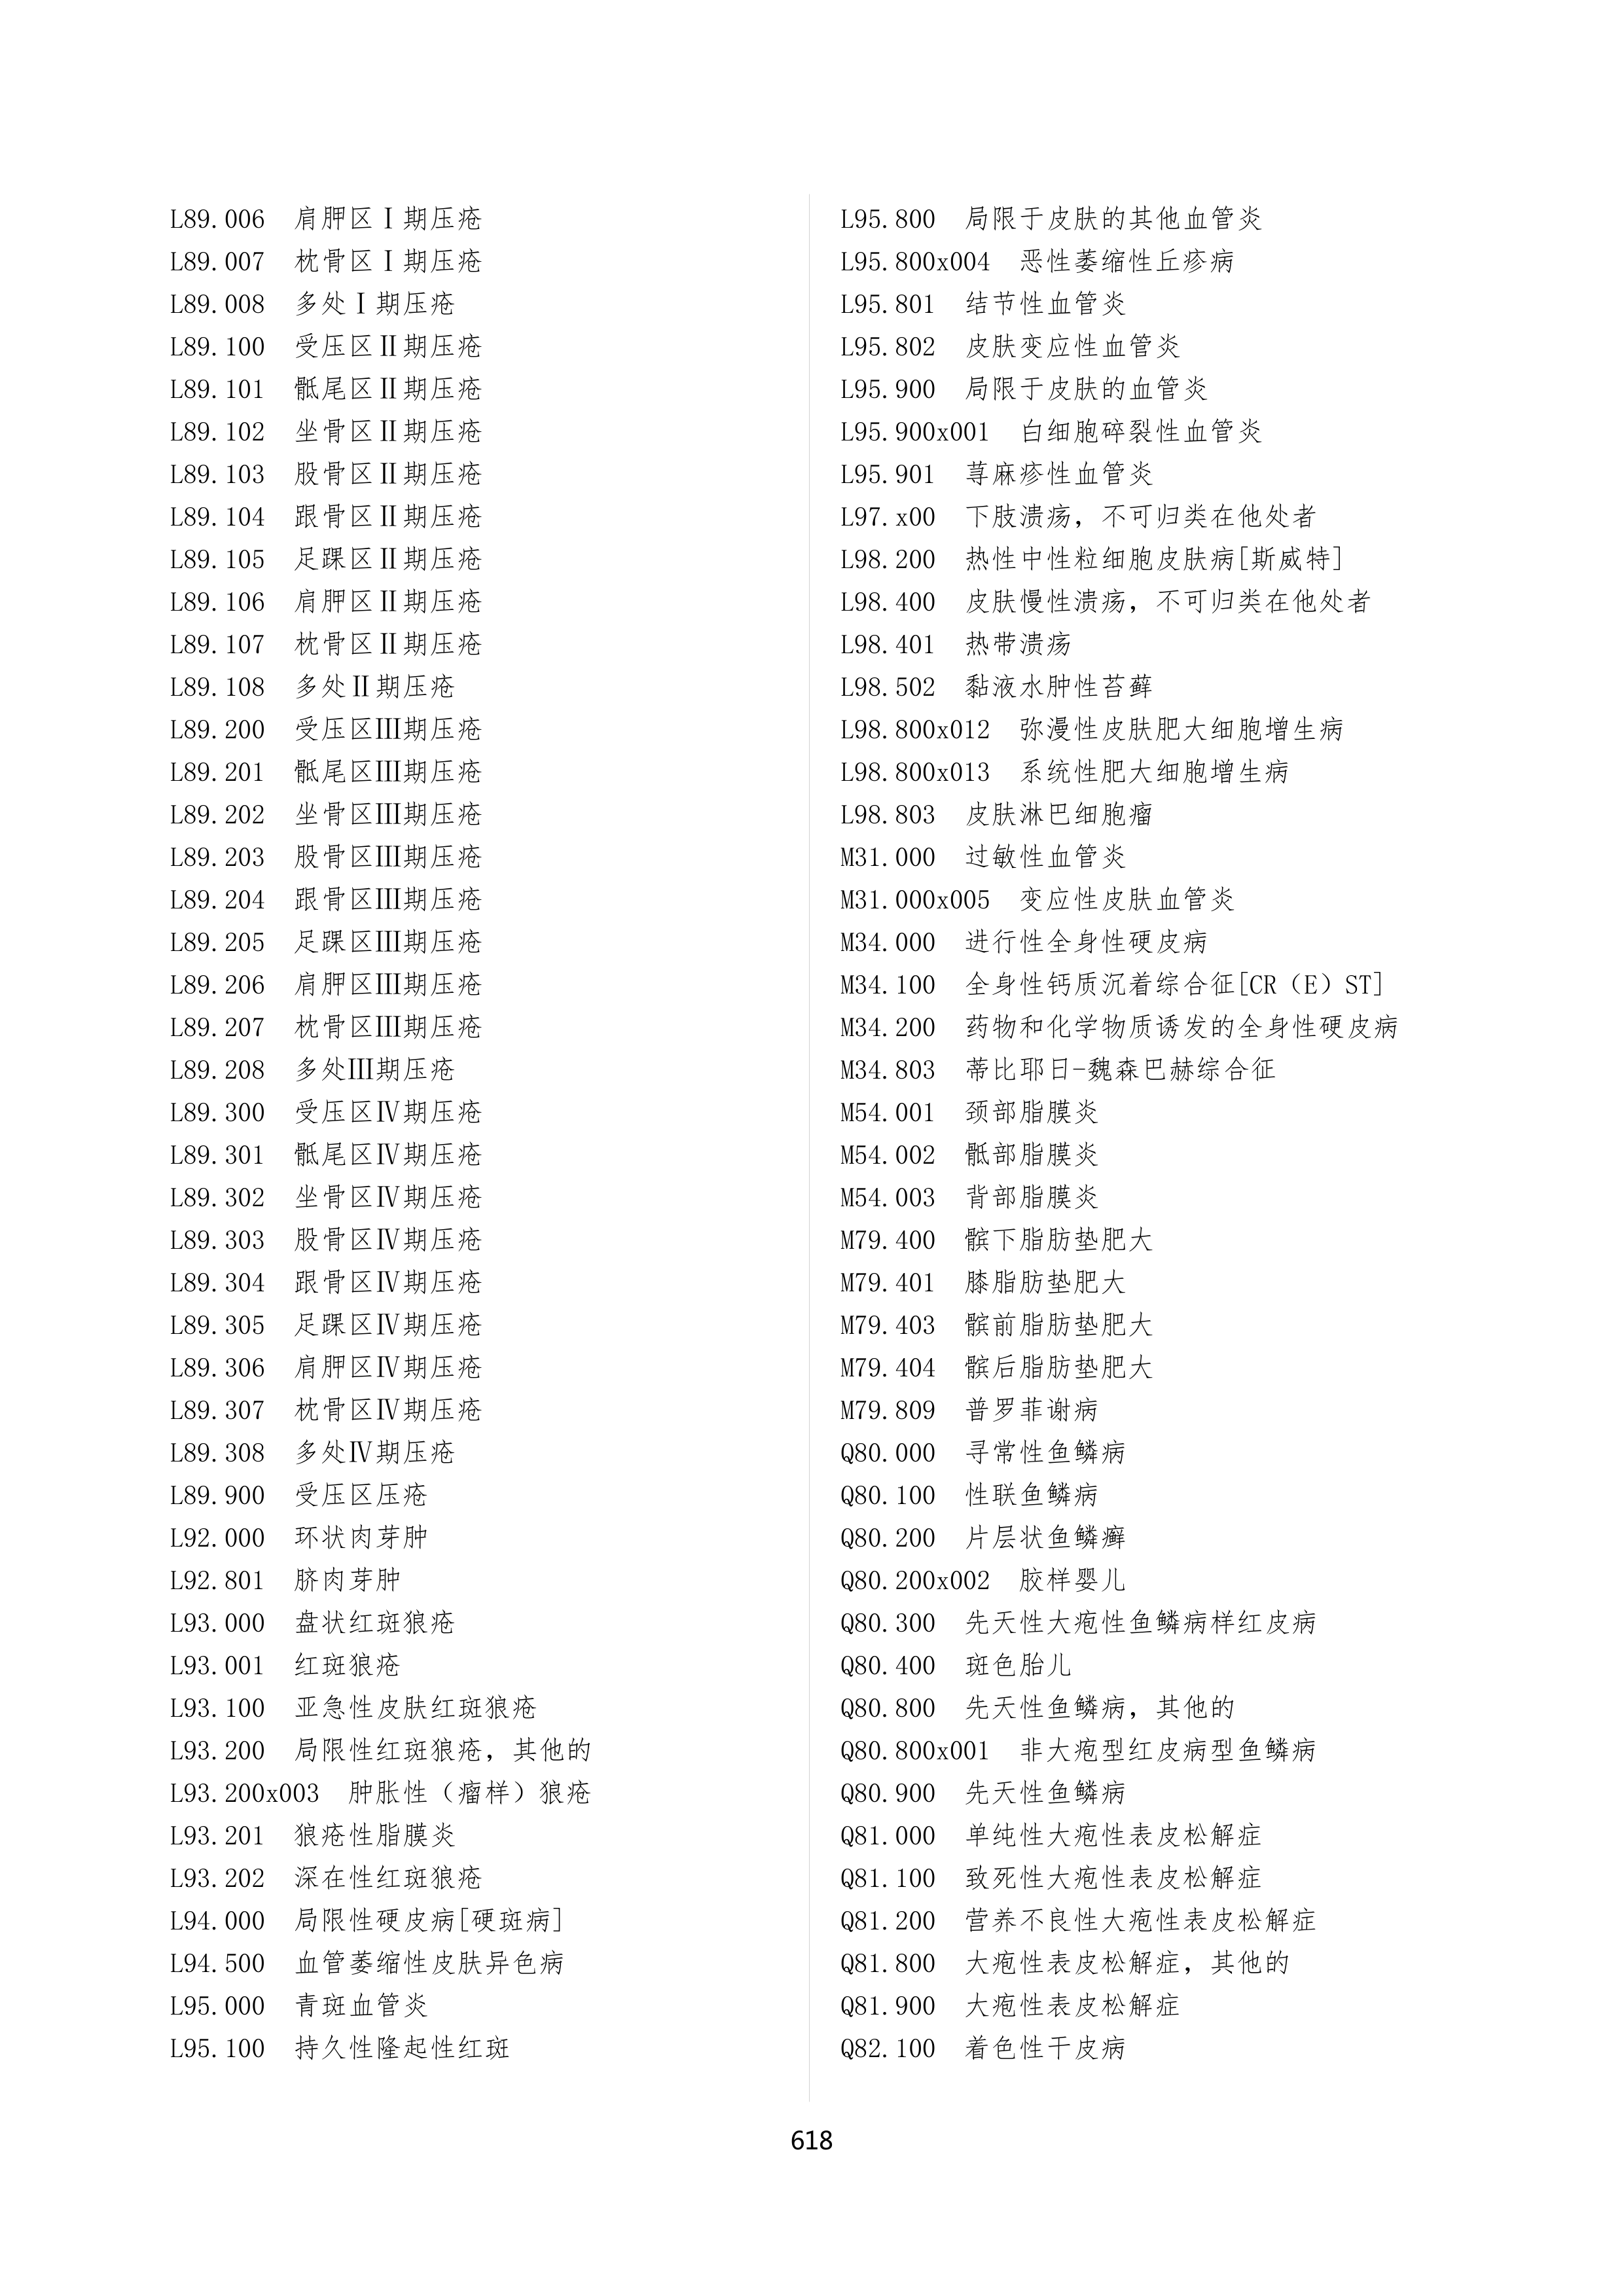 L89.006 肩胛区Ⅰ期压疮
L89.007 枕骨区Ⅰ期压疮
L89.008 多处Ⅰ期压疮
L89.100 受压区Ⅱ期压疮
L89.101 骶尾区Ⅱ期压疮
L89.102 坐骨区Ⅱ期压疮
L89.103 股骨区Ⅱ期压疮
L89.104 跟骨区Ⅱ期压疮
L89.105 足踝区Ⅱ期压疮
L89.106 肩胛区Ⅱ期压疮
L89.107 枕骨区Ⅱ期压疮
L89.108 多处Ⅱ期压疮
L89.200 受压区Ⅲ期压疮
L89.201 骶尾区Ⅲ期压疮
L89.202 坐骨区Ⅲ期压疮
L89.203 股骨区Ⅲ期压疮
L89.204 跟骨区Ⅲ期压疮
L89.205 足踝区Ⅲ期压疮
L89.206 肩胛区Ⅲ期压疮
L89.207 枕骨区Ⅲ期压疮
L89.208 多处Ⅲ期压疮
L89.300 受压区Ⅳ期压疮
L89.301 骶尾区Ⅳ期压疮
L89.302 坐骨区Ⅳ期压疮
L89.303 股骨区Ⅳ期压疮
L89.304 跟骨区Ⅳ期压疮
L89.305 足踝区Ⅳ期压疮
L89.306 肩胛区Ⅳ期压疮
L89.307 枕骨区Ⅳ期压疮
L89.308 多处Ⅳ期压疮
L89.900 受压区压疮
L92.000 环状肉芽肿
L92.801 脐肉芽肿
L93.000 盘状红斑狼疮
L93.001 红斑狼疮
L93.100 亚急性皮肤红斑狼疮
L93.200 局限性红斑狼疮，其他的
L93.200x003 肿胀性（瘤样）狼疮
L93.201 狼疮性脂膜炎
L93.202 深在性红斑狼疮
L94.000 局限性硬皮病[硬斑病]
L94.500 血管萎缩性皮肤异色病
L95.000 青斑血管炎
L95.100 持久性隆起性红斑
L95.800 局限于皮肤的其他血管炎
L95.800x004 恶性萎缩性丘疹病
L95.801 结节性血管炎
L95.802 皮肤变应性血管炎
L95.900 局限于皮肤的血管炎
L95.900x001 白细胞碎裂性血管炎
L95.901 荨麻疹性血管炎
L97.x00 下肢溃疡，不可归类在他处者
L98.200 热性中性粒细胞皮肤病[斯威特]
L98.400 皮肤慢性溃疡，不可归类在他处者
L98.401 热带溃疡
L98.502 黏液水肿性苔藓
L98.800x012 弥漫性皮肤肥大细胞增生病
L98.800x013 系统性肥大细胞增生病
L98.803 皮肤淋巴细胞瘤
M31.000 过敏性血管炎
M31.000x005 变应性皮肤血管炎
M34.000 进行性全身性硬皮病
M34.100 全身性钙质沉着综合征[CR（E）ST]
M34.200 药物和化学物质诱发的全身性硬皮病
M34.803 蒂比耶日-魏森巴赫综合征
M54.001 颈部脂膜炎
M54.002 骶部脂膜炎
M54.003 背部脂膜炎
M79.400 髌下脂肪垫肥大
M79.401 膝脂肪垫肥大
M79.403 髌前脂肪垫肥大
M79.404 髌后脂肪垫肥大
M79.809 普罗菲谢病
Q80.000 寻常性鱼鳞病
Q80.100 性联鱼鳞病
Q80.200 片层状鱼鳞癣
Q80.200x002 胶样婴儿
Q80.300 先天性大疱性鱼鳞病样红皮病
Q80.400 斑色胎儿
Q80.800 先天性鱼鳞病，其他的
Q80.800x001 非大疱型红皮病型鱼鳞病
Q80.900 先天性鱼鳞病
Q81.000 单纯性大疱性表皮松解症
Q81.100 致死性大疱性表皮松解症
Q81.200 营养不良性大疱性表皮松解症
Q81.800 大疱性表皮松解症，其他的
Q81.900 大疱性表皮松解症
Q82.100 着色性干皮病
618